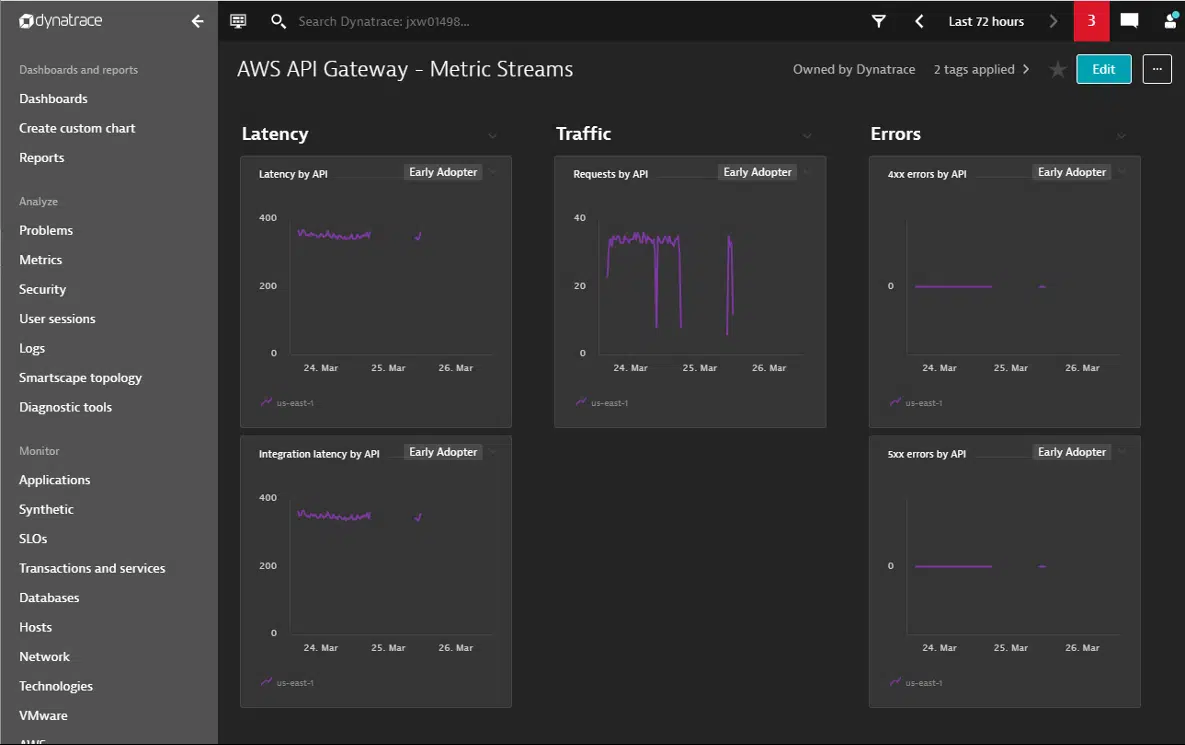 dynatrace
Search Dynatrace: jxw01498...
Last 72 hours
3
Dashboards and reports
Dashboards
Create custom chart
Reports
Analyze
Problems
Metrics
Security
User sessions
Logs
Smartscape topology
Diagnostic tools
Monitor
Applications
Synthetic
SLOs
Transactions and services
Databases
Hosts
Network
Technologies
VMware
AWS
AWS API Gateway - Metric Streams
Owned by Dynatrace
2 tags applied
Edit
...
Latency
Latency by API
Early Adopter
400
200
0
24. Mar
25. Mar
26. Mar
us-east-1
Integration latency by API
Early Adopter
400
200
0
24. Mar
25. Mar
26. Mar
us-east-1
Traffic
Requests by API
Early Adopter
40
20
0
24. Mar
25. Mar
26. Mar
us-east-1
Errors
4xx errors by API
Early Adopter
0
24. Mar
25. Mar
26. Mar
us-east-1
5xx errors by API
Early Adopter
0
24. Mar
25. Mar
26. Mar
us-east-1